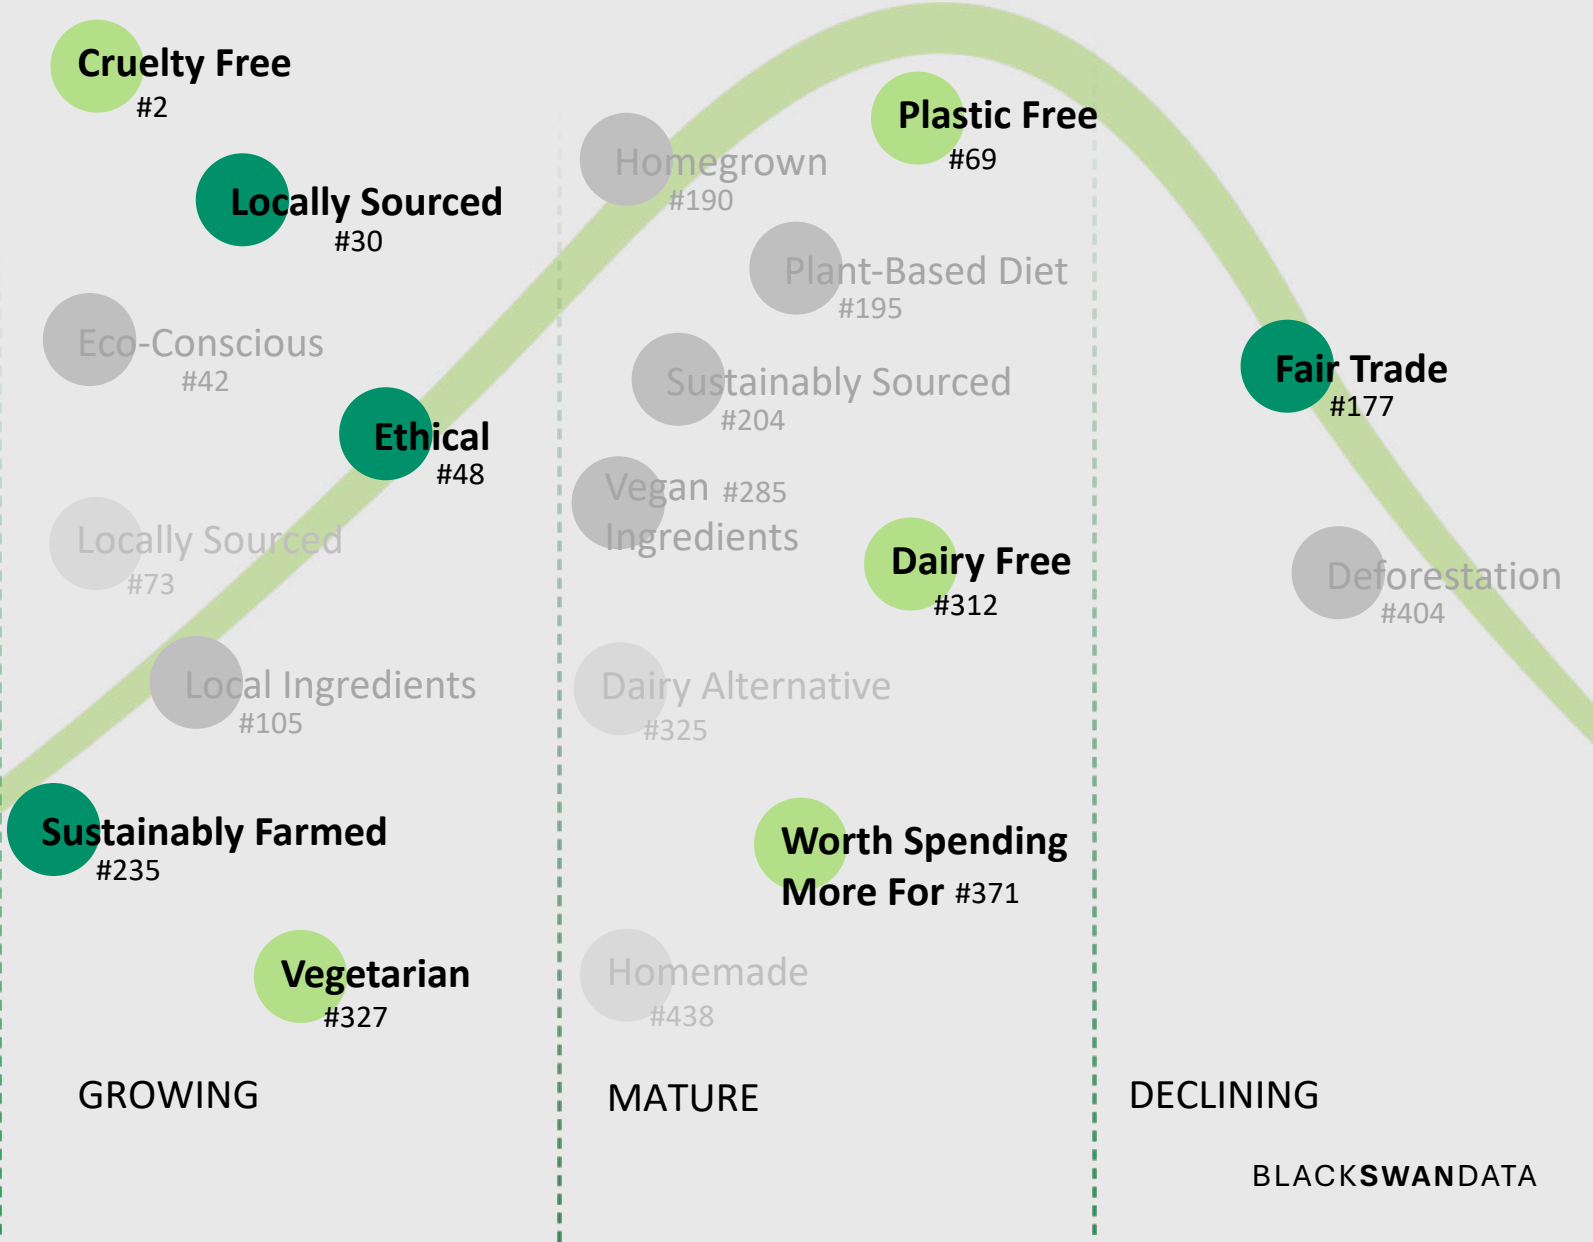 Cruelty Free
#2
Locally Sourced
#30
Eco-Conscious
#42
Ethical
#48
Locally Sourced
#73
Local Ingredients
#105
Sustainably Farmed
#235
Vegetarian
#327
GROWING
Homegrown
#190
Plastic Free
#69
Plant-Based Diet
#195
Sustainably Sourced
#204
Vegan #285
Ingredients
Dairy Free
#312
Dairy Alternative
#325
Worth Spending
More For #371
Homemade
#438
MATURE
Fair Trade
#177
Deforestation
#404
DECLINING
BLACKSWANDATA